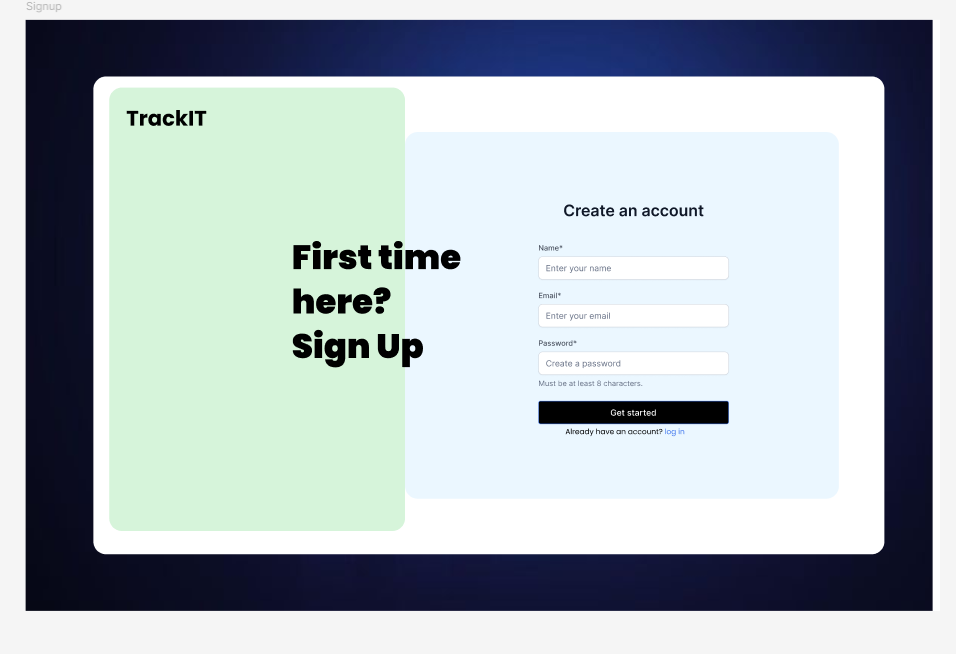 Signup
TrackIT
First time
here?
Sign Up
Create an account
Name*
Enter your name
Email*
Enter your email
Password*
Create a password
Must be at least 8 characters.
Get started
Already have an account? log in